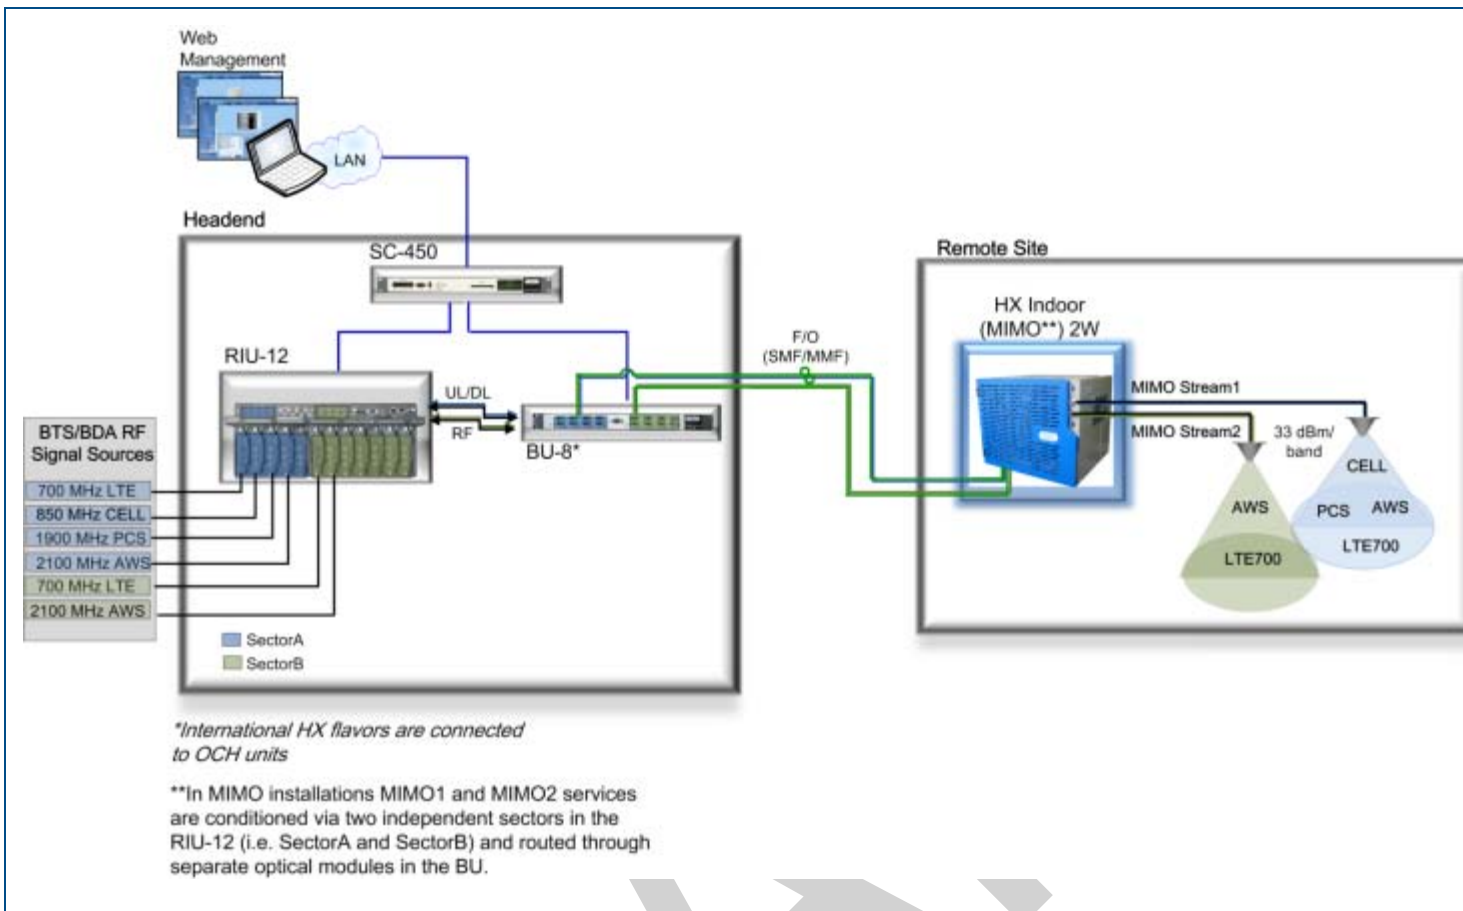 Web
Management
LAN
Headend
SC-450
Remote Site
HX Indoor
(MIMO**) 2W
F/O
(SMF/MMF)
RIU-12
UL/DL
RF
BU-8*
MIMO Stream1
MIMO Stream2
33 dBm/
band
CELL
PCS
AWS
LTE700
AWS
LTE700
BTS/BDA RF
Signal Sources
700 MHz LTE
850 MHz CELL
1900 MHz PCS
2100 MHz AWS
700 MHz LTE
2100 MHz AWS
SectorA
SectorB
*International HX flavors are connected
to OCH units
**In MIMO installations MIMO1 and MIMO2 services
are conditioned via two independent sectors in the
RIU-12 (i.e. SectorA and SectorB) and routed through
separate optical modules in the BU.